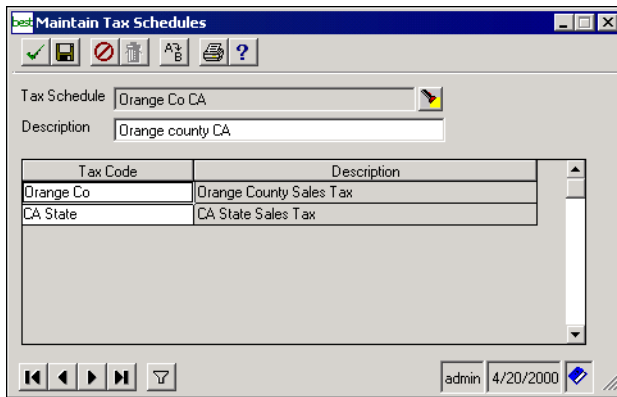 best Maintain Tax Schedules
A B ?
Tax Schedule Orange Co CA
Description Orange county CA
Tax Code Description
Orange Co Orange County Sales Tax
CA State CA State Sales Tax
admin 4/20/2000